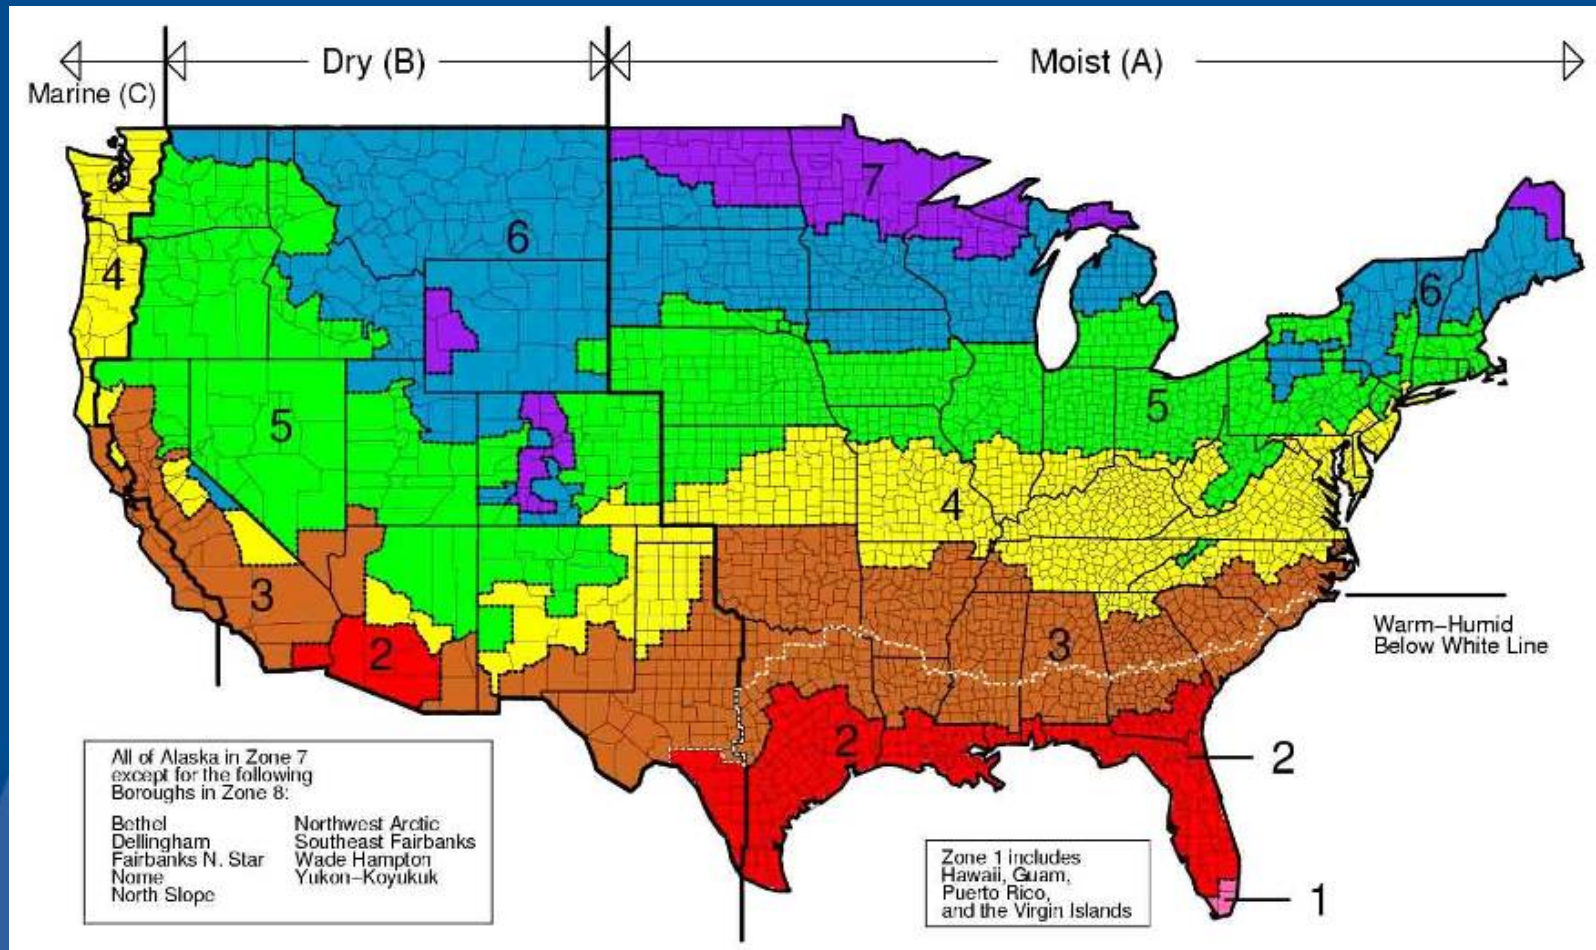 Marine (C)
Dry (B)
Moist (A)
7
6
4
6
5
5
4
3
3
2
2
2
1
Warm-Humid
Below White Line
All of Alaska in Zone 7
except for the following
Boroughs in Zone 8:
Bethel
Dellingham
Fairbanks N. Star
Nome
North Slope
Northwest Arctic
Southeast Fairbanks
Wade Hampton
Yukon-Koyukuk
Zone 1 includes
Hawaii, Guam,
Puerto Rico,
and the Virgin Islands